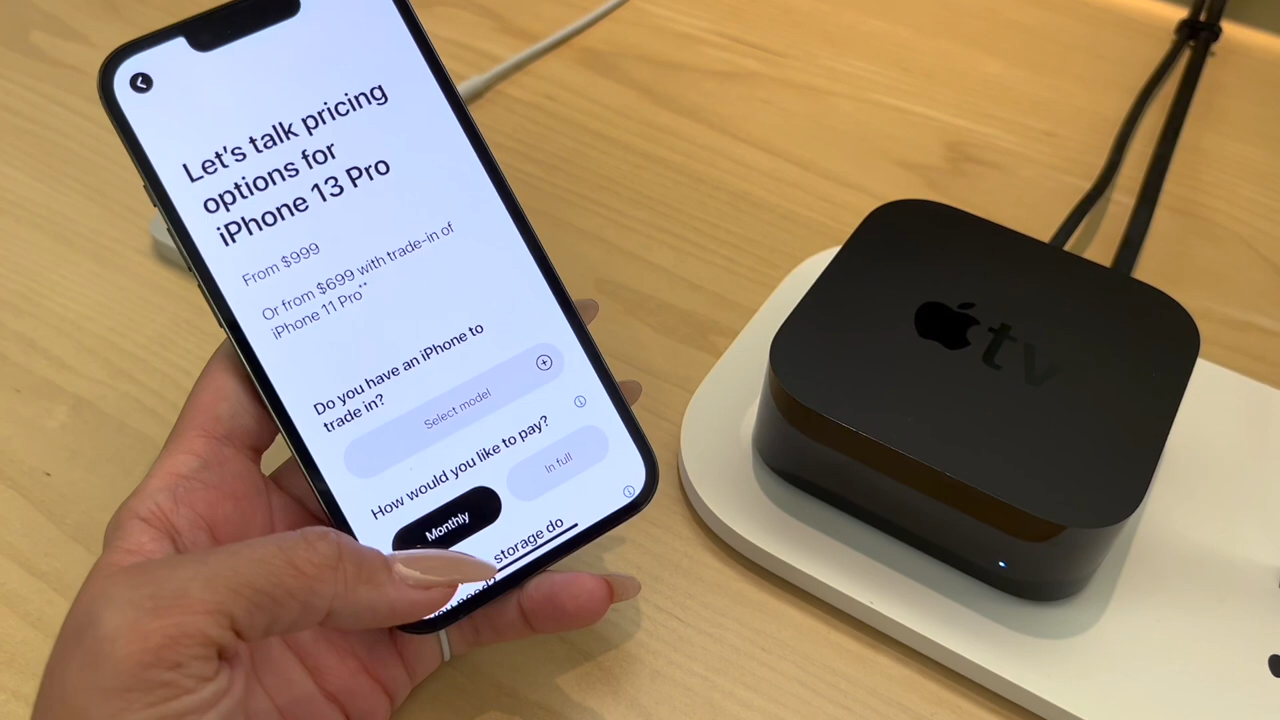 Let's talk pricing
options for
iPhone 13 Pro
From $999
Or from $699 with trade-in of
iPhone 11 Pro**
Do you have an iPhone to
trade in?
Select model
How would you like to pay?
Monthly
In full
storage do
you need?
tv